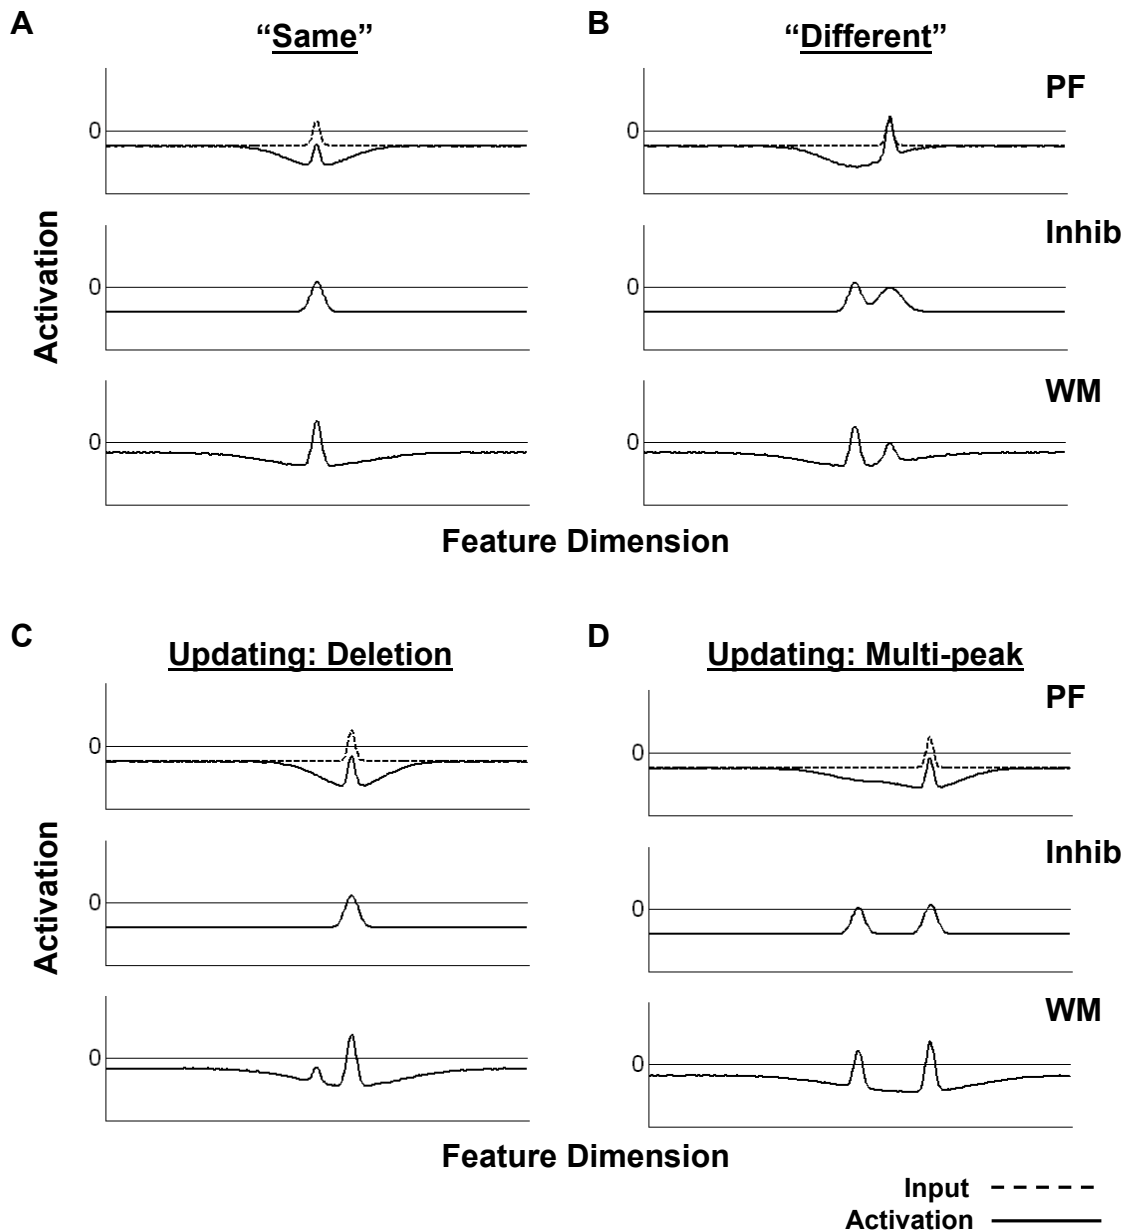 A
“Same”
B
“Different”
PF
0
0
Inhib
0
0
WM
0
0
Activation
Feature Dimension
C
Updating: Deletion
D
Updating: Multi-peak
PF
0
0
Inhib
0
0
WM
0
0
Activation
Feature Dimension
Input
Activation